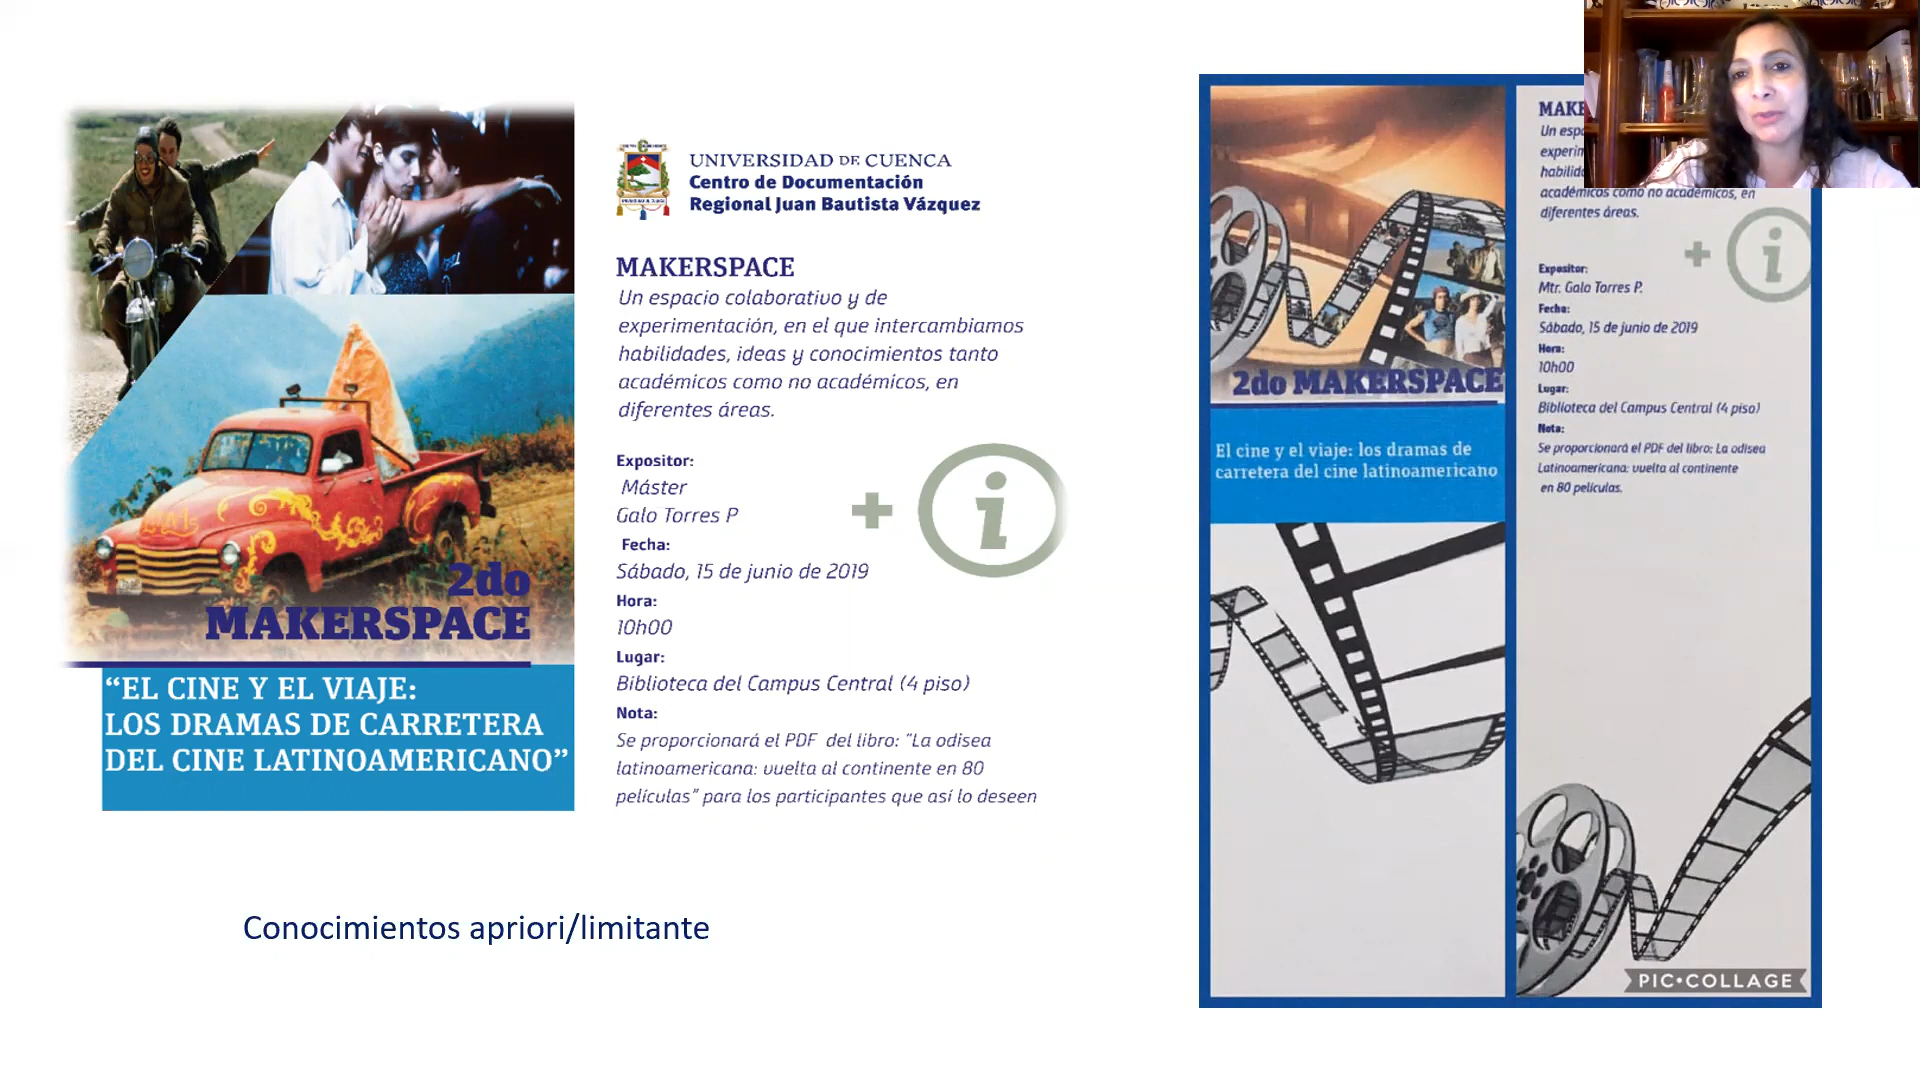 UNIVERSIDAD DE CUENCA
Centro de Documentación
Regional Juan Bautista Vázquez
MAKERSPACE
Un espacio colaborativo y de
experimentación, en el que intercambiamos
habilidades, ideas y conocimientos tanto
académicos como no académicos, en
diferentes áreas.
Expositor:
Máster
Galo Torres P
Fecha:
Sábado, 15 de junio de 2019
Hora:
10h00
Lugar:
Biblioteca del Campus Central (4 piso)
Nota:
Se proporcionará el PDF del libro: "La odisea
latinoamericana: vuelta al continente en 80
películas" para los participantes que así lo deseen
+ i
2do
MAKERSPACE
“EL CINE Y EL VIAJE:
LOS DRAMAS DE CARRETERA
DEL CINE LATINOAMERICANO”
Conocimientos apriori/limitante
2do MAKERSPACE
El cine y el viaje: los dramas de
carretera del cine latinoamericano
MAKE
Un espa
experim
habilida
académicos como no académicos, en
diferentes áreas.
+ i
Expositor:
Mtr. Galo Torres P.
Fecha:
Sábado, 15 de junio de 2019
Hora:
10h00
Lugar:
Biblioteca del Campus Central (4 piso)
Nota:
Se proporcionará el PDF del libro: La odisea
Latinoamericana: vuelta al continente
en 80 películas.
PIC•COLLAGE